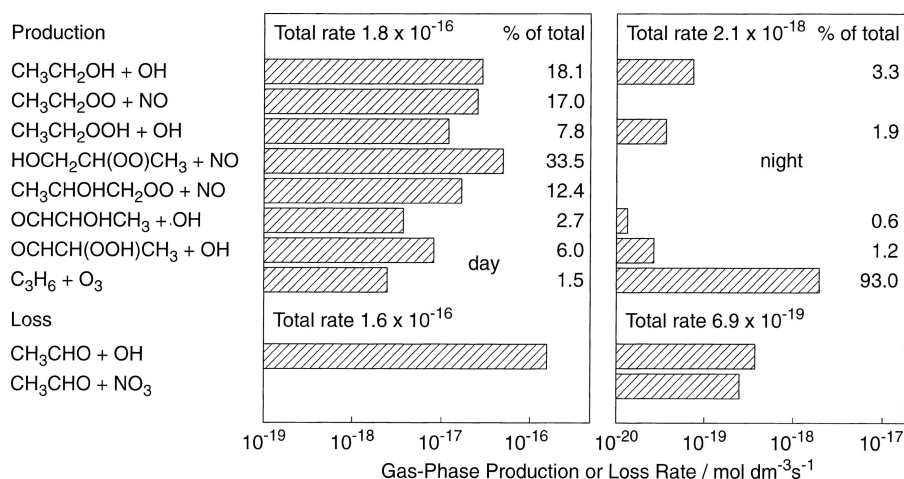 Production Total rate 1.8 x 10⁻¹⁶ % of total Total rate 2.1 x 10⁻¹⁸ % of total
CH₃CH₂OH + OH 18.1 3.3
CH₃CH₂OO + NO 17.0
CH₃CH₂OOH + OH 7.8 1.9
HOCH₂CH(OO)CH₃ + NO 33.5 night
CH₃CHOHCH₂OO + NO 12.4
OCHCHOHCH₃ + OH 2.7 0.6
OCHCH(OOH)CH₃ + OH 6.0 1.2
day
C₃H₆ + O₃ 1.5 93.0
Loss Total rate 1.6 x 10⁻¹⁶ Total rate 6.9 x 10⁻¹⁹
CH₃CHO + OH
CH₃CHO + NO₃
10⁻¹⁹ 10⁻¹⁸ 10⁻¹⁷ 10⁻¹⁶ 10⁻²⁰ 10⁻¹⁹ 10⁻¹⁸ 10⁻¹⁷
Gas-Phase Production or Loss Rate / mol dm⁻³s⁻¹